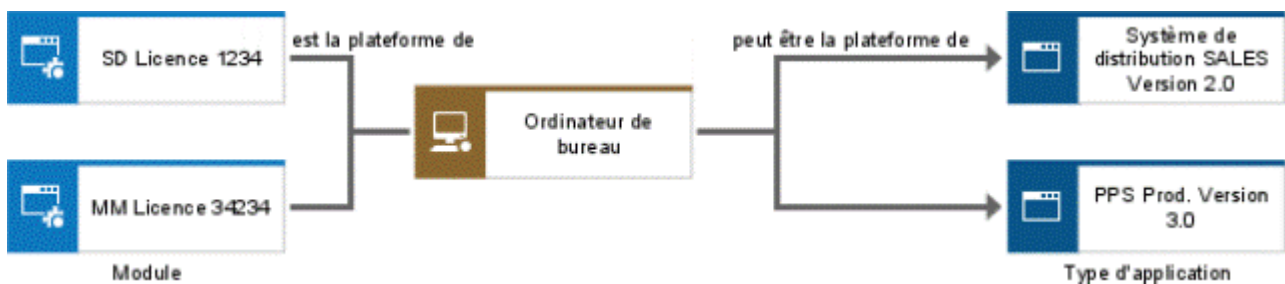 SD Licence 1234
est la plateforme de
peut être la plateforme de
Système de
distribution SALES
Version 2.0
Ordinateur de
bureau
MM Licence 34234
PPS Prod. Version
3.0
Module
Type d'application